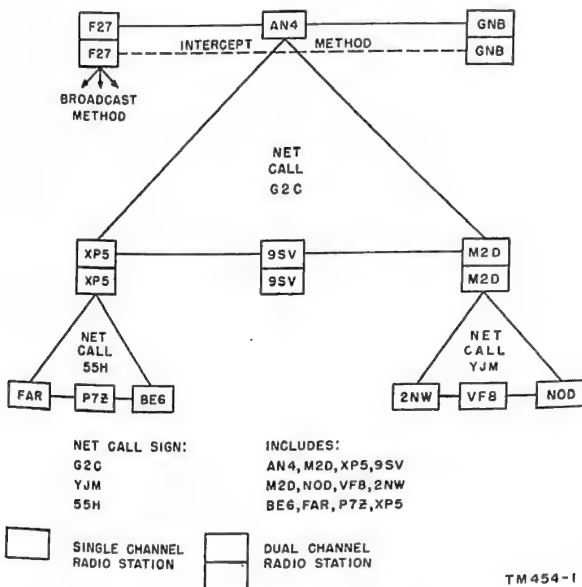 F27 AN4 GNB
F27 INTERCEPT METHOD GNB
BROADCAST
METHOD
NET
CALL
G2C
XP5 9SV M2D
XP5 9SV M2D
NET
CALL
55H
NET
CALL
YJM
FAR P7Z BE6
2NW VF8 NOD
NET CALL SIGN: INCLUDES:
G2C AN4,M2D,XP5,9SV
YJM M2D,NOD,VF8,2NW
55H BE6,FAR,P7Z,XP5
SINGLE CHANNEL
RADIO STATION
DUAL CHANNEL
RADIO STATION
TM454-1